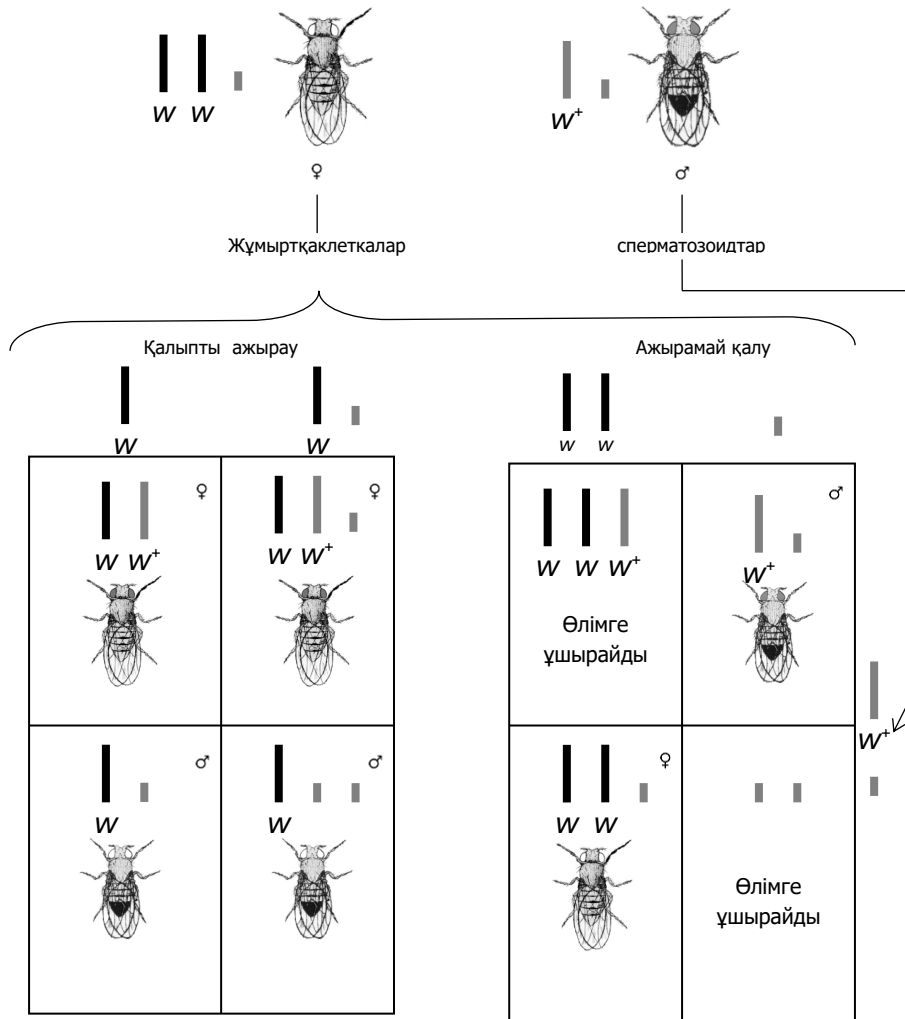 w w
w+
♀
♂
Жұмыртқаклеткалар
сперматозоидтар
Қалыпты ажырау
Ажырамай қалу
w
w
w w
♀
w w+
♀
w w+
w w w+
Өлімге
ұшырайды
♂
w+
w+
♂
w
♂
w
♀
w w
Өлімге
ұшырайды